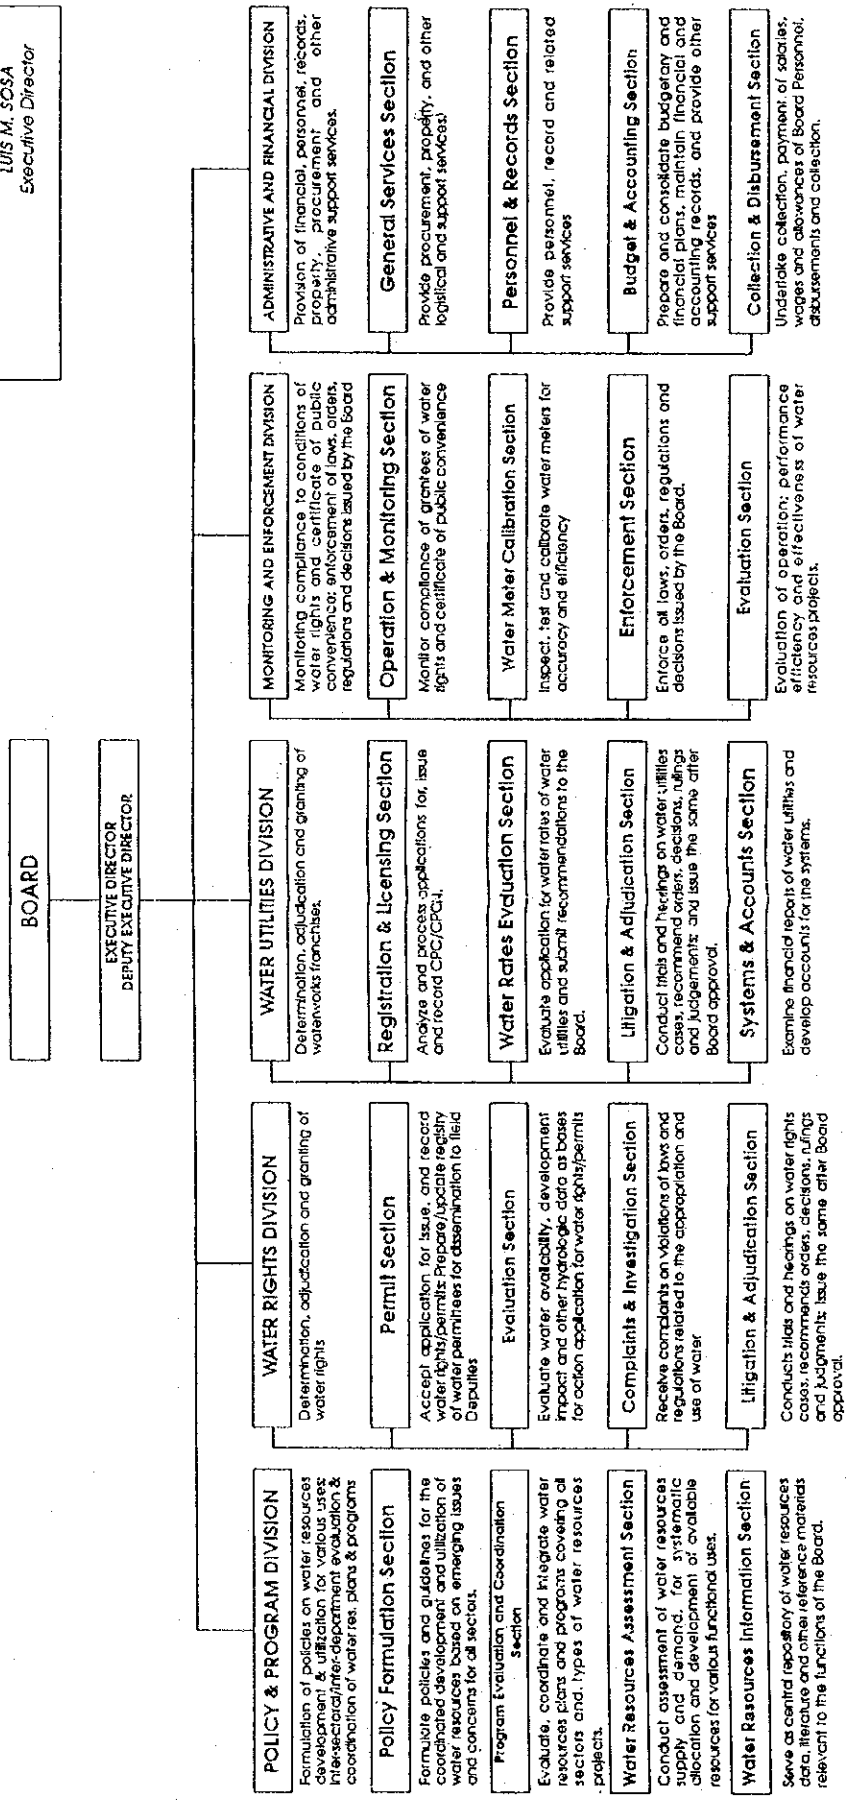 LUIS M. SOSA
Executive Director
BOARD
EXECUTIVE DIRECTOR
DEPUTY EXECUTIVE DIRECTOR
POLICY & PROGRAM DIVISION
Formulation of policies on water resources
development & utilization for various uses;
inter-sectoral/inter-department evaluation &
coordination of water res. plans & programs
Policy Formulation Section
Formulate policies and guidelines for the
coordinated development and utilization of
water resources based on emerging issues
and concerns for all sectors.
Program Evaluation and Coordination
Section
Evaluate, coordinate and integrate water
resources plans and programs covering all
sectors and types of water resources
projects.
Water Resources Assessment Section
Conduct assessment of water resources
supply and demand, for systematic
allocation and development of available
resources for various functional uses.
Water Resources Information Section
Serve as central repository of water resources
data, literature and other reference materials
relevant to the functions of the Board.
WATER RIGHTS DIVISION
Determination, adjudication and granting of
water rights
Permit Section
Accept application for issue, and record
water rights/permits; Prepare/update registry
of water permittees for dissemination to field
Deputies
Evaluation Section
Evaluate water availability, development
impact and other hydrologic data as bases
for action application for water rights/permits
Complaints & Investigation Section
Receive complaints on violations of laws and
regulations related to the appropriation and
use of water
Litigation & Adjudication Section
Conducts trials and hearings on water rights
cases, recommends orders, decisions, rulings
and judgments; issue the same after Board
approval.
WATER UTILITIES DIVISION
Determination, adjudication and granting of
waterworks franchises.
Registration & Licensing Section
Analyze and process applications for, issue
and record CPC/CPCN.
Water Rates Evaluation Section
Evaluate application for water rates of water
utilities and submit recommendations to the
Board.
Litigation & Adjudication Section
Conduct trials and hearings on water utilities
cases, recommend orders, decisions, rulings
and judgements; and issue the same after
Board approval.
Systems & Accounts Section
Examine financial reports of water utilities and
develop accounts for the systems.
MONITORING AND ENFORCEMENT DIVISION
Monitoring compliance to conditions of
water rights and certificate of public
convenience; enforcement of laws, orders,
regulations and decisions issued by the Board
Operation & Monitoring Section
Monitor compliance of grantees of water
rights and certificate of public convenience
Water Meter Calibration Section
Inspect, test and calibrate water meters for
accuracy and efficiency
Enforcement Section
Enforce all laws, orders, regulations and
decisions issued by the Board.
Evaluation Section
Evaluation of operation; performance
efficiency and effectiveness of water
resources projects.
ADMINISTRATIVE AND FINANCIAL DIVISION
Provision of financial, personnel, records,
property, procurement and other
administrative support services.
General Services Section
Provide procurement, property, and other
logistical and support services)
Personnel & Records Section
Provide personnel, record and related
support services
Budget & Accounting Section
Prepare and consolidate budgetary and
financial plans, maintain financial and
accounting records, and provide other
support services
Collection & Disbursement Section
Undertake collection, payment of salaries,
wages and allowances of Board Personnel,
disbursements and collection.